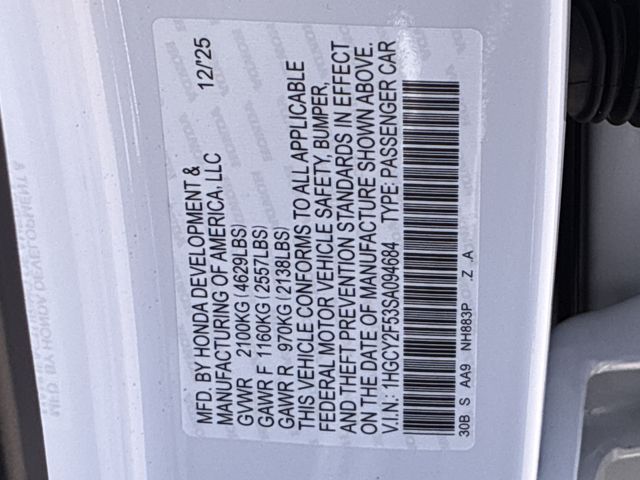 MFD. BY HONDA DEVELOPMENT & 12/'25
MANUFACTURING OF AMERICA, LLC
GVWR 2100KG (4629LBS)
GAWR F 1160KG (2557LBS)
GAWR R 970KG (2138LBS)
THIS VEHICLE CONFORMS TO ALL APPLICABLE
FEDERAL MOTOR VEHICLE SAFETY, BUMPER,
AND THEFT PREVENTION STANDARDS IN EFFECT
ON THE DATE OF MANUFACTURE SHOWN ABOVE.
V.I.N.: 1HGCY2F53SA094684 TYPE: PASSENGER CAR
30B S AA9 NH883P .Z .A